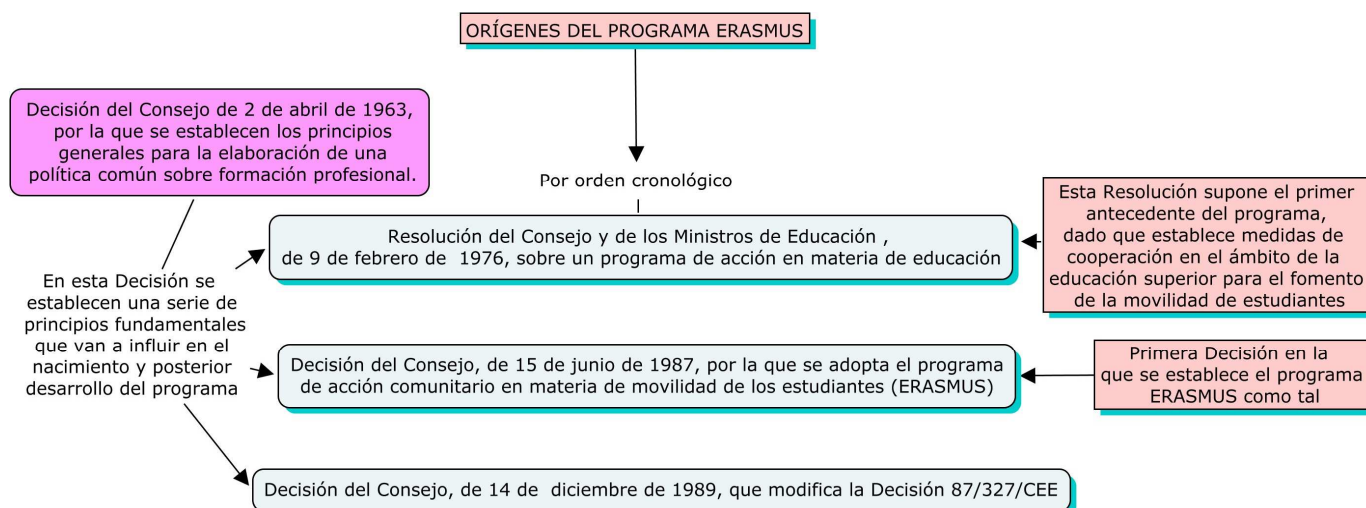 ORÍGENES DEL PROGRAMA ERASMUS
Decisión del Consejo de 2 de abril de 1963,
por la que se establecen los principios
generales para la elaboración de una
política común sobre formación profesional.
Por orden cronológico
Resolución del Consejo y de los Ministros de Educación ,
de 9 de febrero de 1976, sobre un programa de acción en materia de educación
Esta Resolución supone el primer
antecedente del programa,
dado que establece medidas de
cooperación en el ámbito de la
educación superior para el fomento
de la movilidad de estudiantes
En esta Decisión se
establecen una serie de
principios fundamentales
que van a influir en el
nacimiento y posterior
desarrollo del programa
Decisión del Consejo, de 15 de junio de 1987, por la que se adopta el programa
de acción comunitario en materia de movilidad de los estudiantes (ERASMUS)
Primera Decisión en la
que se establece el programa
ERASMUS como tal
Decisión del Consejo, de 14 de diciembre de 1989, que modifica la Decisión 87/327/CEE